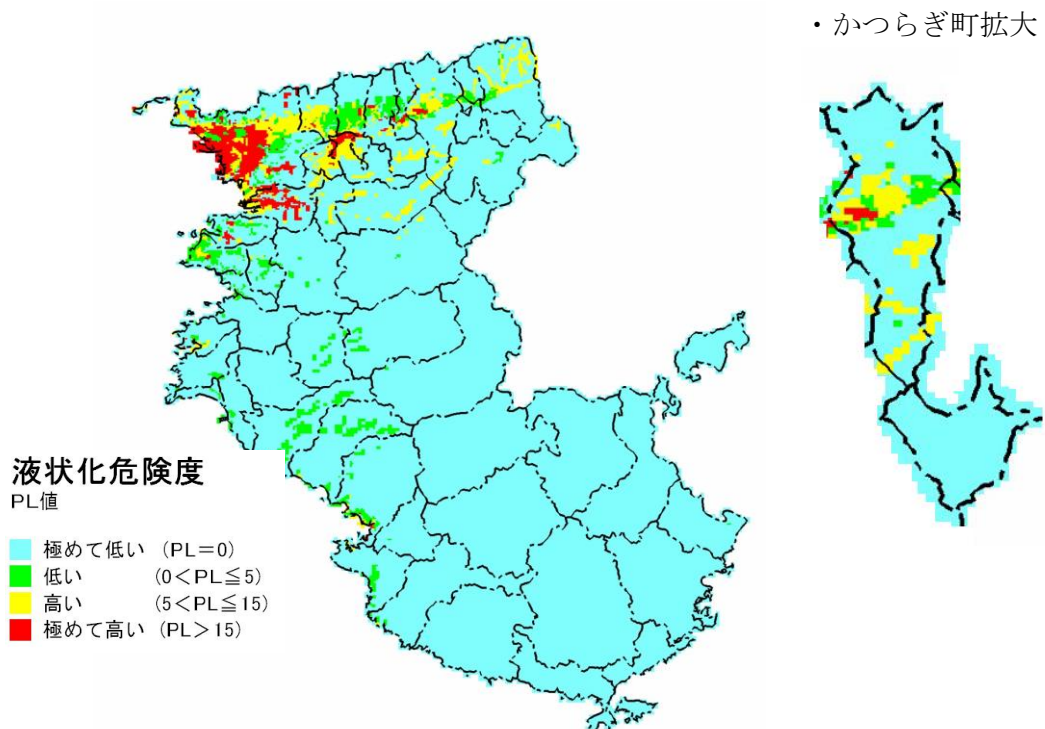 ・かつらぎ町拡大
液状化危険度
PL値
極めて低い (PL=0)
低い (0<PL≦5)
高い (5<PL≦15)
極めて高い (PL>15)